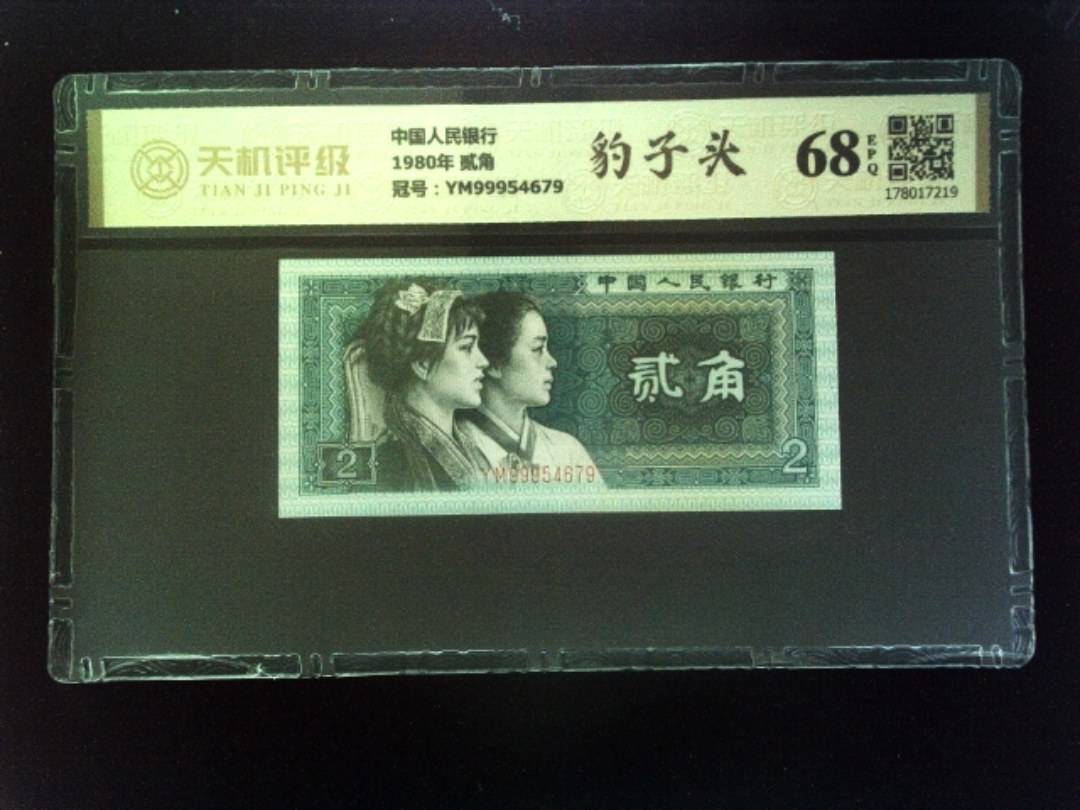 天机评级
TIAN JI PING JI
中国人民银行
1980年 贰角
冠号：YM99954679
豹子头
68
EPQ
178017219
中国人民银行
贰角
2
2
YM99954679